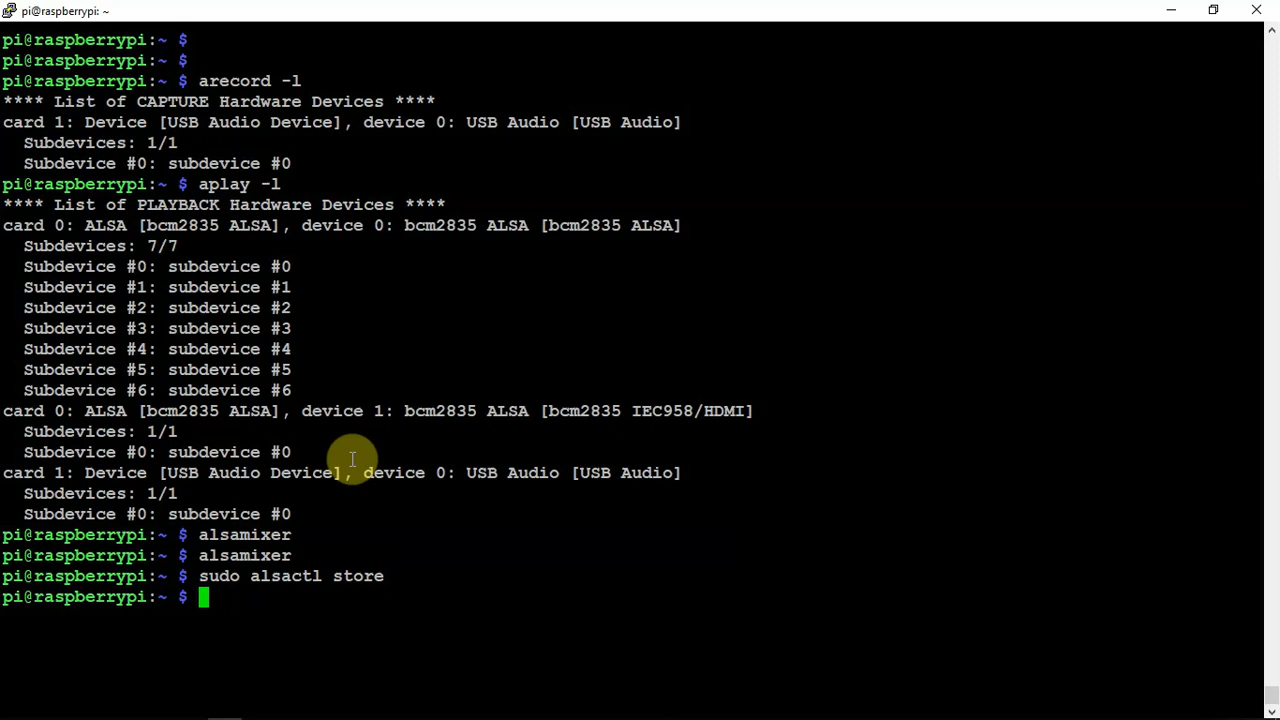 pi@raspberrypi: ~
pi@raspberrypi:~ $
pi@raspberrypi:~ $
pi@raspberrypi:~ $ arecord -l
**** List of CAPTURE Hardware Devices ****
card 1: Device [USB Audio Device], device 0: USB Audio [USB Audio]
  Subdevices: 1/1
  Subdevice #0: subdevice #0
pi@raspberrypi:~ $ aplay -l
**** List of PLAYBACK Hardware Devices ****
card 0: ALSA [bcm2835 ALSA], device 0: bcm2835 ALSA [bcm2835 ALSA]
  Subdevices: 7/7
  Subdevice #0: subdevice #0
  Subdevice #1: subdevice #1
  Subdevice #2: subdevice #2
  Subdevice #3: subdevice #3
  Subdevice #4: subdevice #4
  Subdevice #5: subdevice #5
  Subdevice #6: subdevice #6
card 0: ALSA [bcm2835 ALSA], device 1: bcm2835 ALSA [bcm2835 IEC958/HDMI]
  Subdevices: 1/1
  Subdevice #0: subdevice #0
card 1: Device [USB Audio Device], device 0: USB Audio [USB Audio]
  Subdevices: 1/1
  Subdevice #0: subdevice #0
pi@raspberrypi:~ $ alsamixer
pi@raspberrypi:~ $ alsamixer
pi@raspberrypi:~ $ sudo alsactl store
pi@raspberrypi:~ $